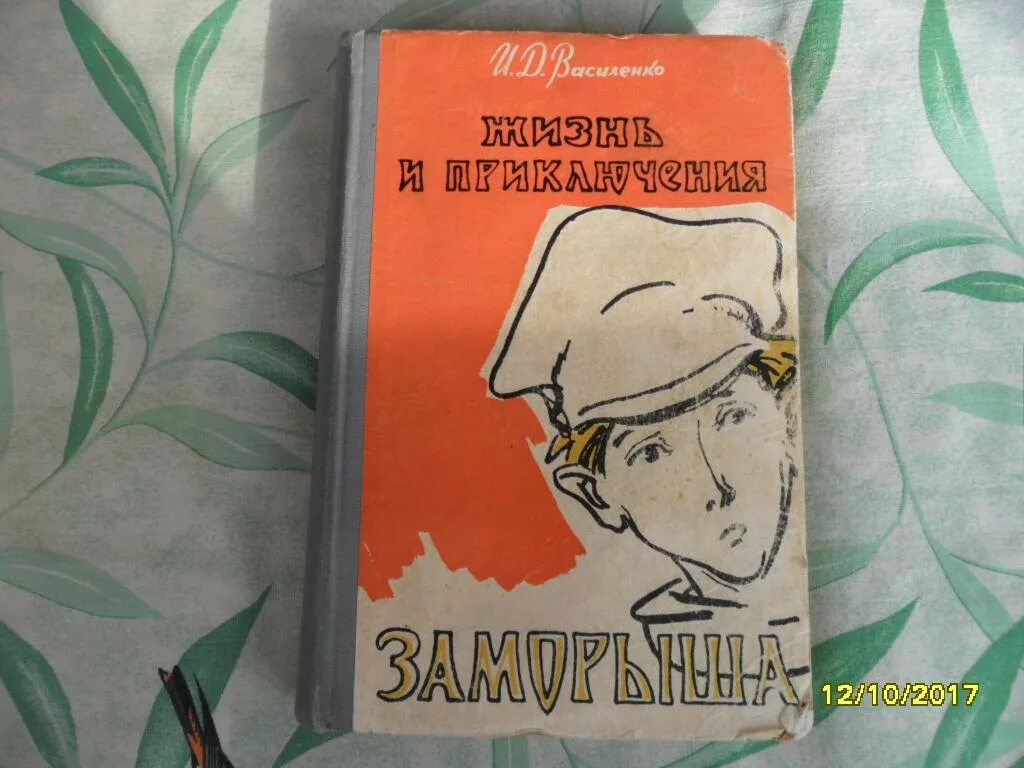 И.Д. Василенко
ЖИЗНЬ
И ПРИКЛЮЧЕНИЯ
ЗАМОРЫША
12/10/2017